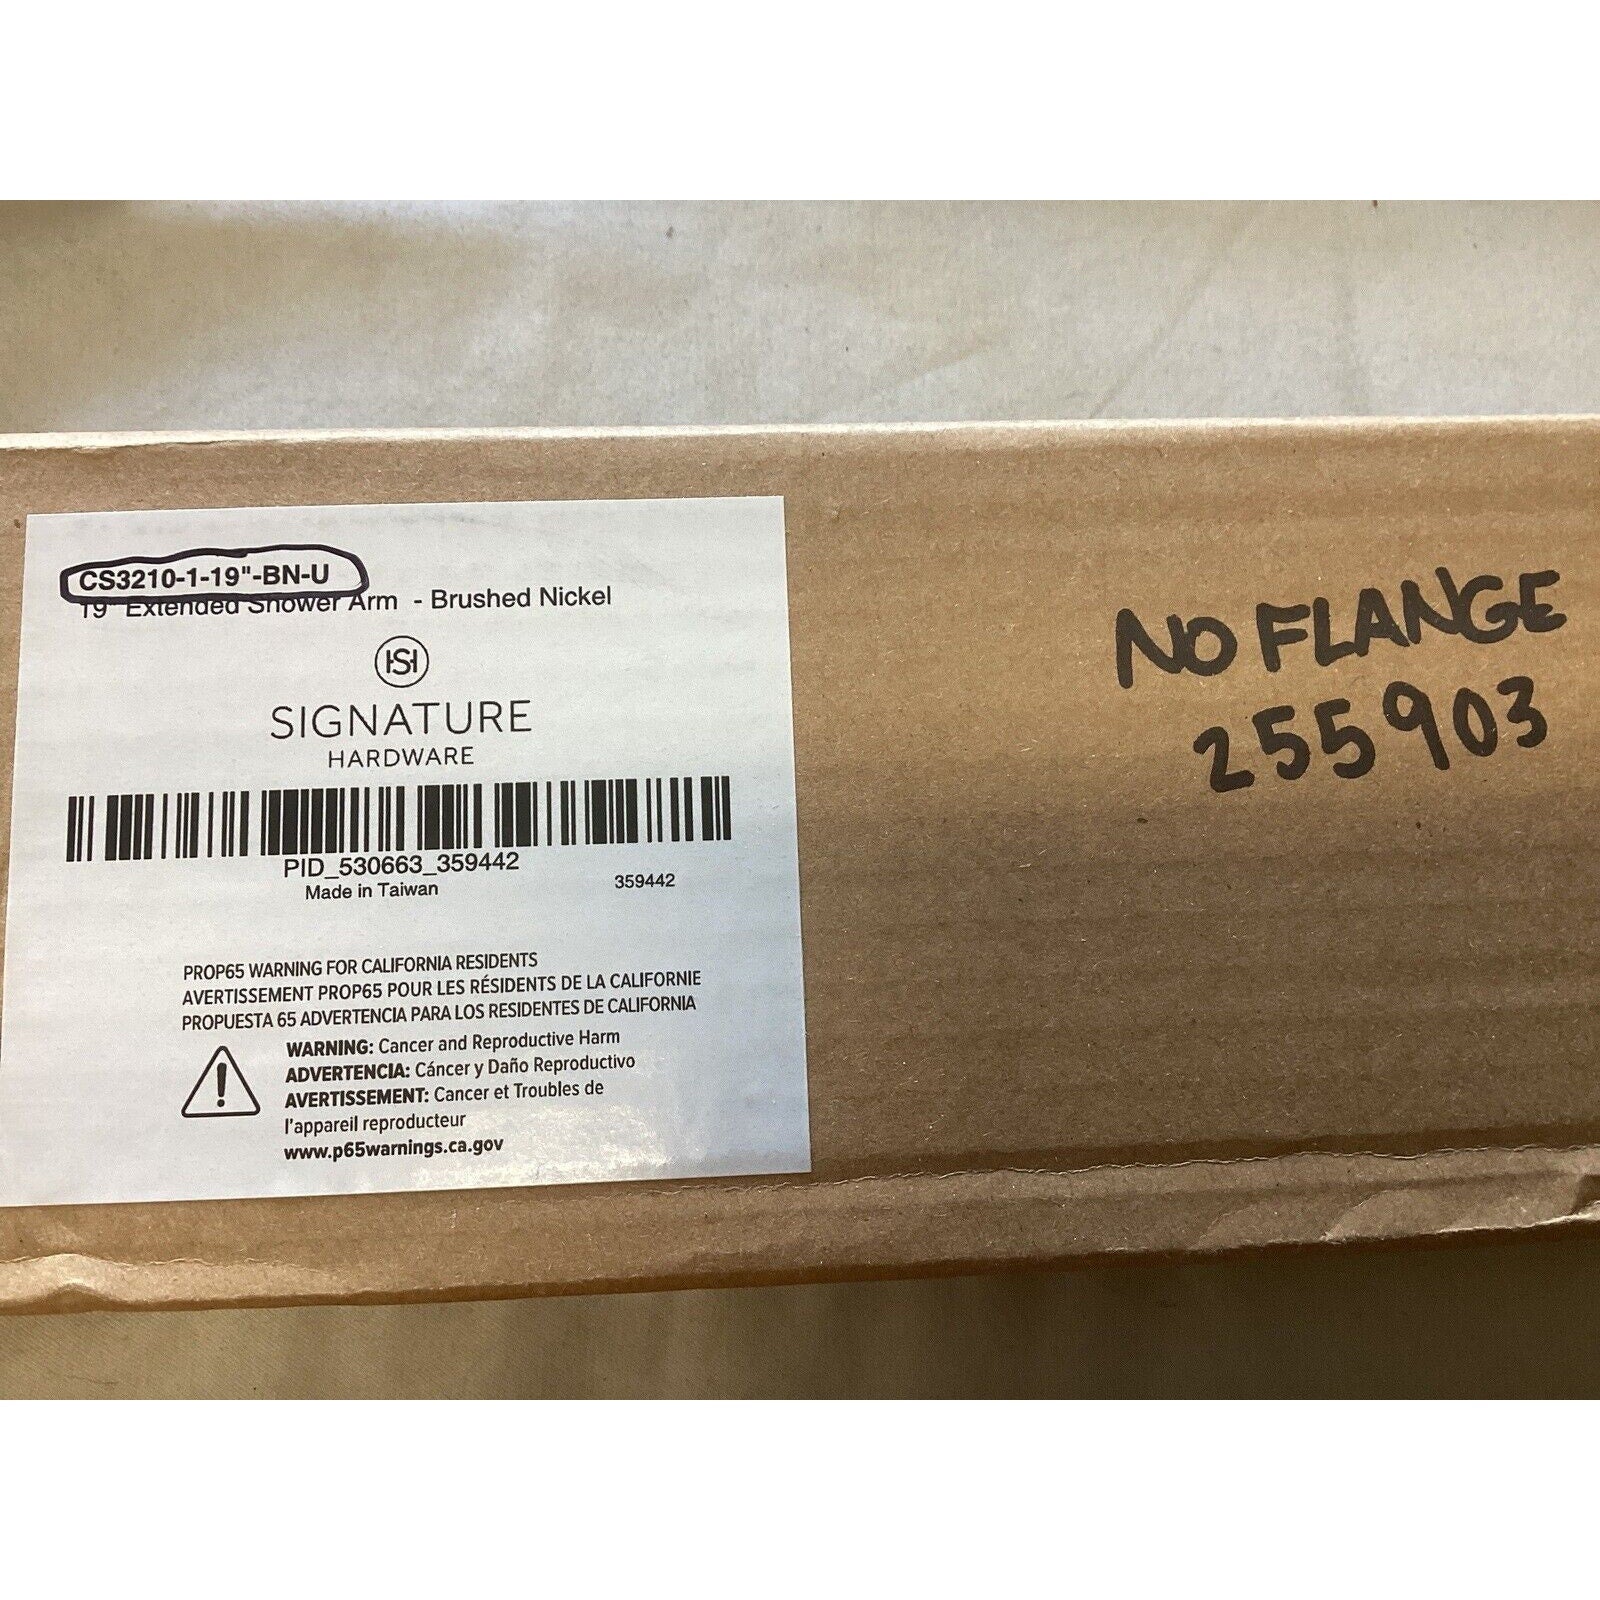 CS3210-1-19"-BN-U
19" Extended Shower Arm - Brushed Nickel
SIGNATURE
HARDWARE
PID_530663_359442
Made in Taiwan
359442
PROP65 WARNING FOR CALIFORNIA RESIDENTS
AVERTISSEMENT PROP65 POUR LES RÉSIDENTS DE LA CALIFORNIE
PROPUESTA 65 ADVERTENCIA PARA LOS RESIDENTES DE CALIFORNIA
WARNING: Cancer and Reproductive Harm
ADVERTENCIA: Cáncer y Daño Reproductivo
AVERTISSEMENT: Cancer et Troubles de
l'appareil reproducteur
www.p65warnings.ca.gov
NO FLANGE
255903